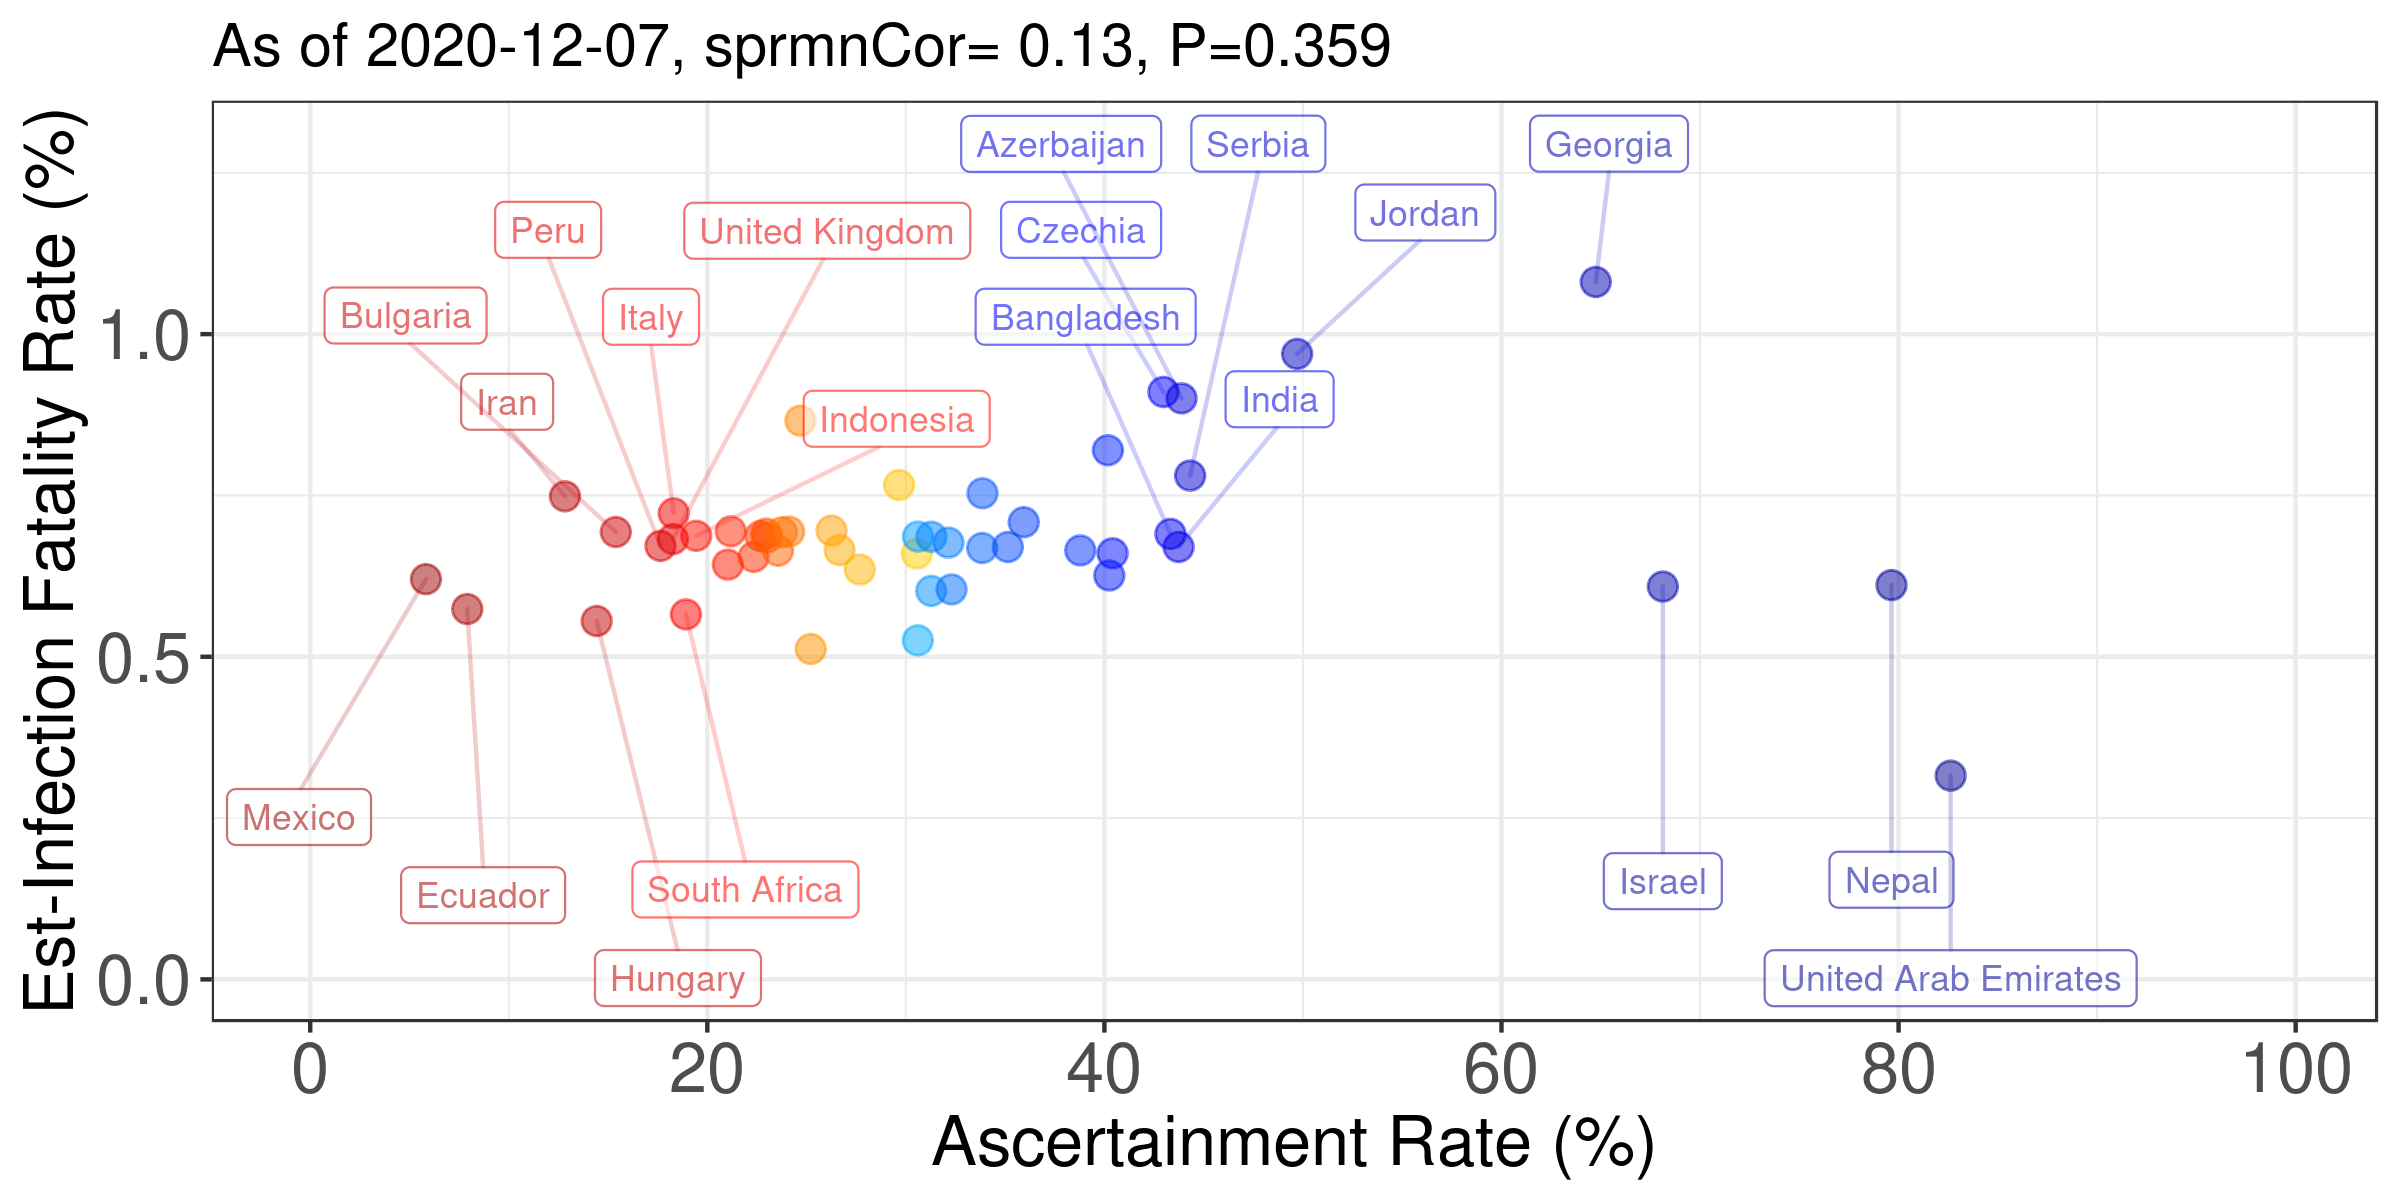 As of 2020-12-07, sprmnCor= 0.13, P=0.359
Est-Infection Fatality Rate (%)
Azerbaijan
Serbia
Georgia
Peru
United Kingdom
Czechia
Jordan
Bulgaria
Italy
Bangladesh
1.0
Iran
Indonesia
India
0.5
Mexico
Ecuador
South Africa
Israel
Nepal
0.0
Hungary
United Arab Emirates
0
20
40
60
80
100
Ascertainment Rate (%)